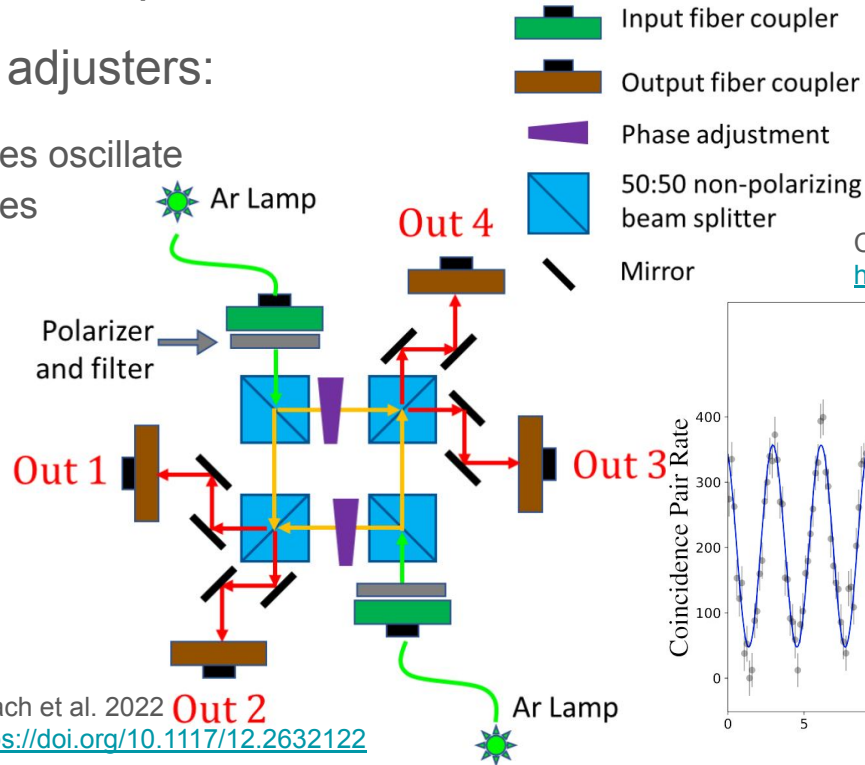 adjusters:
es oscillate
es
Input fiber coupler
Output fiber coupler
Phase adjustment
50:50 non-polarizing
beam splitter
Mirror
Ar Lamp
Out 4
Polarizer
and filter
Out 1
Out 3
Out 2
Ar Lamp
Coincidence Pair Rate
400
300
200
100
0
0
5
ach et al. 2022
ps://doi.org/10.1117/12.2632122